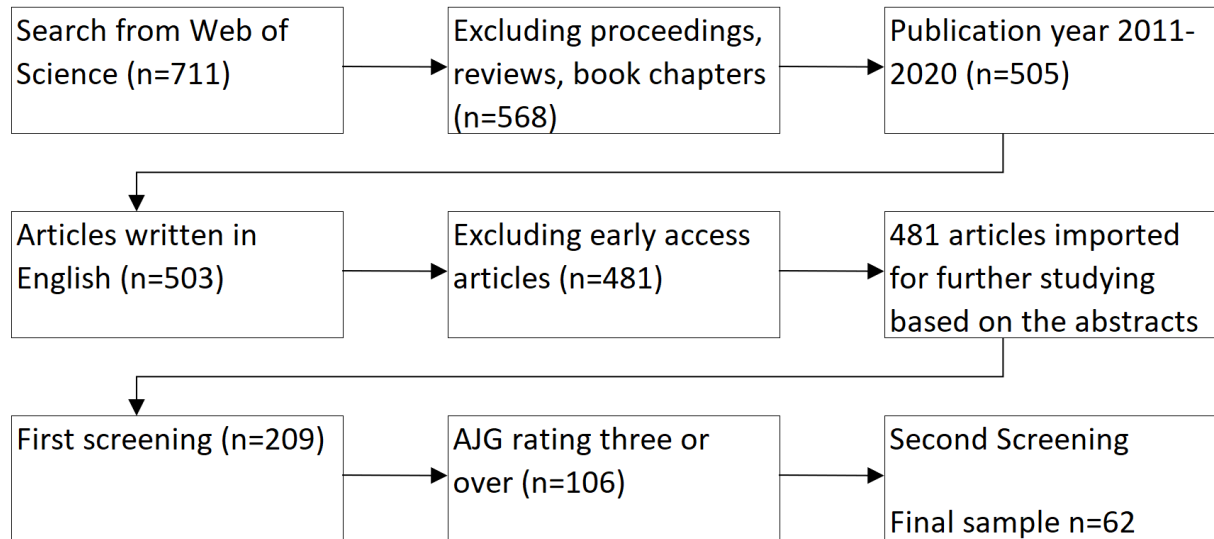 Search from Web of
Science (n=711)
Excluding proceedings,
reviews, book chapters
(n=568)
Publication year 2011-
2020 (n=505)
Articles written in
English (n=503)
Excluding early access
articles (n=481)
481 articles imported
for further studying
based on the abstracts
First screening (n=209)
AJG rating three or
over (n=106)
Second Screening
Final sample n=62